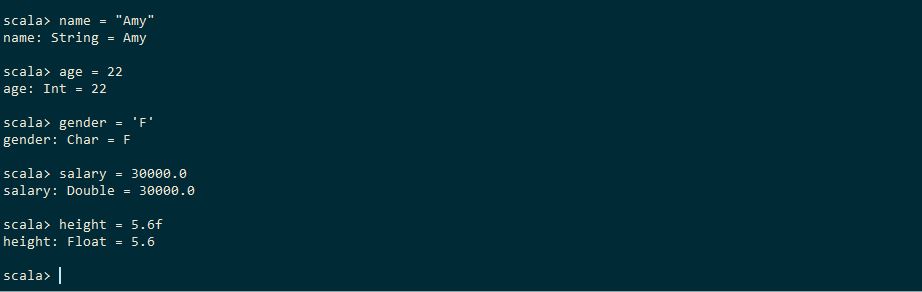 scala> name = "Amy"
name: String = Amy
scala> age = 22
age: Int = 22
scala> gender = 'F'
gender: Char = F
scala> salary = 30000.0
salary: Double = 30000.0
scala> height = 5.6f
height: Float = 5.6
scala>